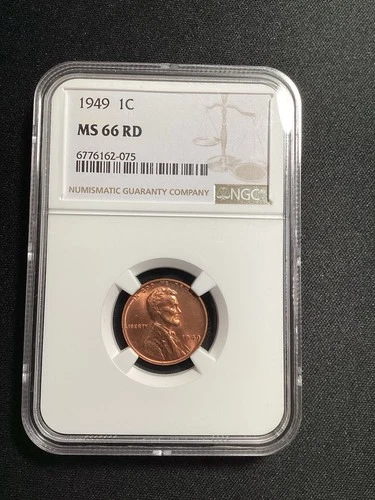 1949 1C
MS 66 RD
6776162-075
NUMISMATIC GUARANTY COMPANY
NGC
LIBERTY